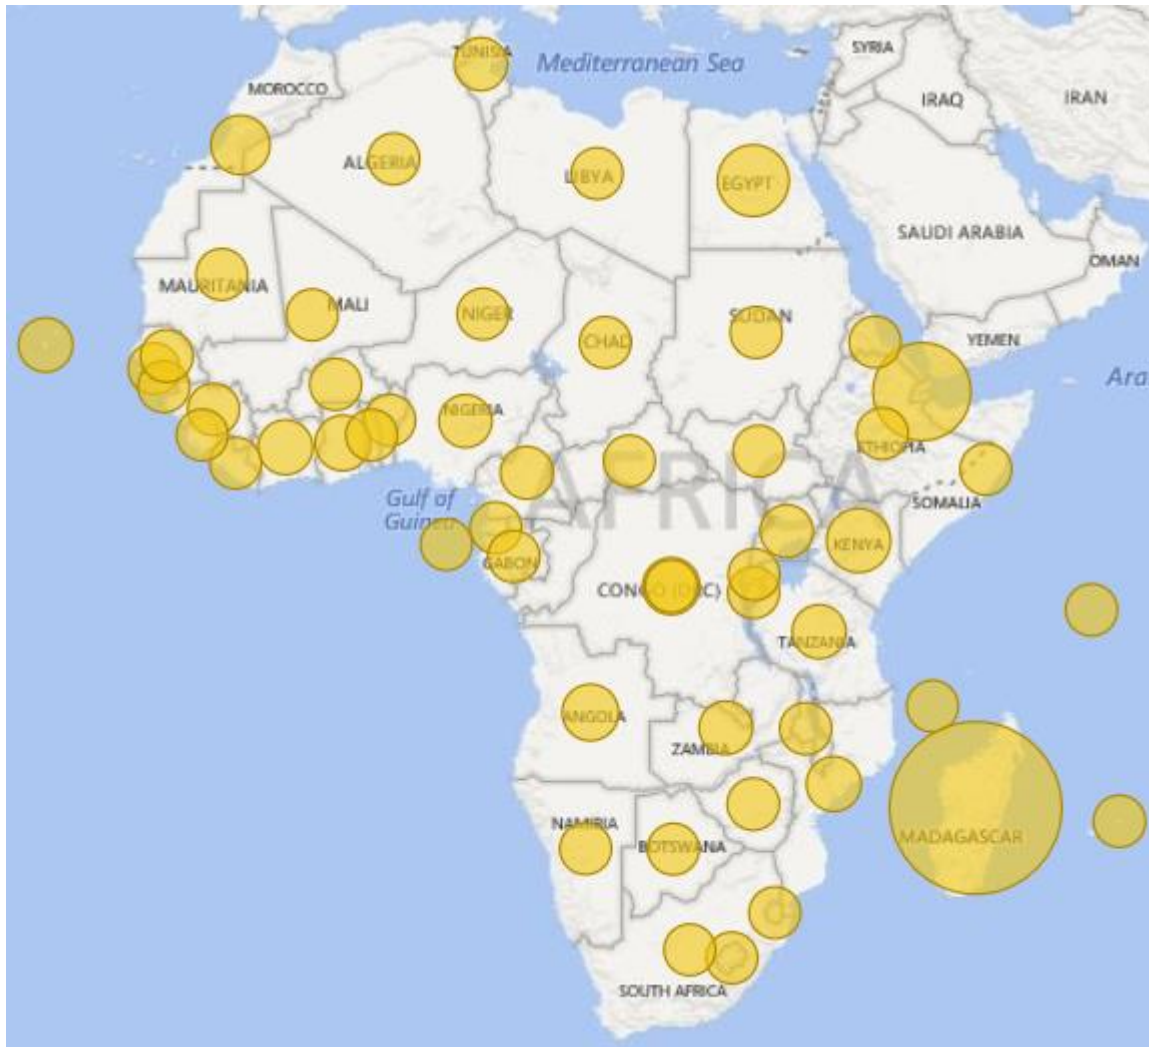 TUNISIA
Mediterranean Sea
SYRIA
MOROCCO
IRAQ
IRAN
ALGERIA
LIBYA
EGYPT
SAUDI ARABIA
OMAN
MAURITANIA
MALI
NIGER
CHAD
SUDAN
YEMEN
Ara
NIGERIA
ETHIOPIA
AFRICA
Gulf of
Guinea
SOMALIA
KENYA
GABON
CONGO (DRC)
TANZANIA
ANGOLA
ZAMBIA
NAMIRIA
BOTSWANA
MADAGASCAR
SOUTH AFRICA